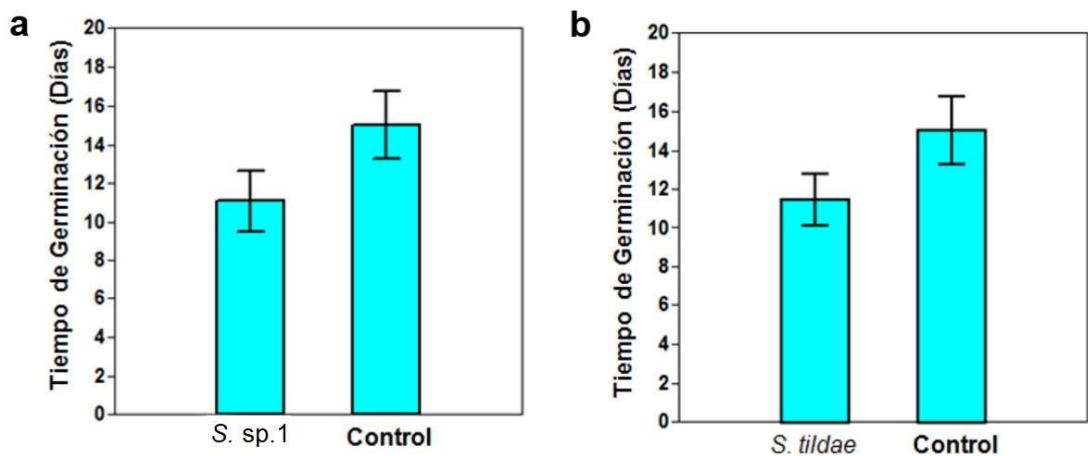 a
Tiempo de Germinación (Días)
20
18
16
14
12
10
8
6
4
2
0
S. sp.1
Control
b
Tiempo de Germinación (Días)
20
18
16
14
12
10
8
6
4
2
0
S. tildae
Control